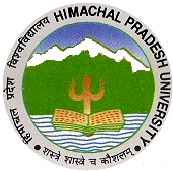 हिमाचल प्रदेश विश्वविद्यालय
HIMACHAL PRADESH UNIVERSITY
शस्त्रे शास्त्रे च कौशलम्